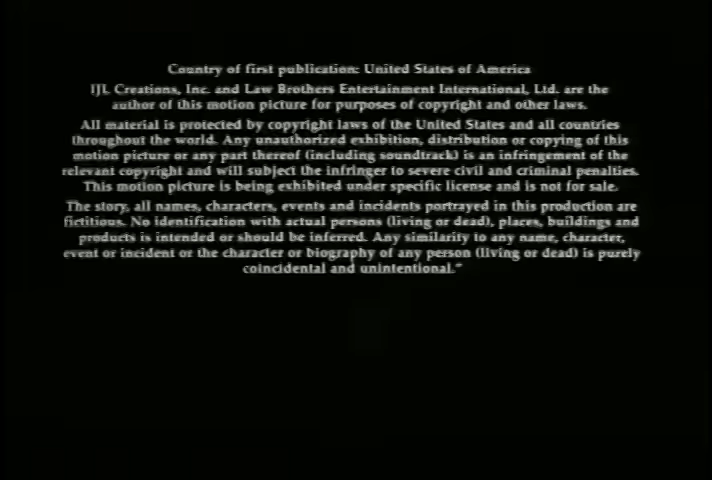 Country of first publication: United States of America
IJL Creations, Inc. and Law Brothers Entertainment International, Ltd. are the
author of this motion picture for purposes of copyright and other laws.
All material is protected by copyright laws of the United States and all countries
throughout the world. Any unauthorized exhibition, distribution or copying of this
motion picture or any part thereof (including soundtrack) is an infringement of the
relevant copyright and will subject the infringer to severe civil and criminal penalties.
This motion picture is being exhibited under specific license and is not for sale.
The story, all names, characters, events and incidents portrayed in this production are
fictitious. No identification with actual persons (living or dead), places, buildings and
products is intended or should be inferred. Any similarity to any name, character,
event or incident or the character or biography of any person (living or dead) is purely
coincidental and unintentional."